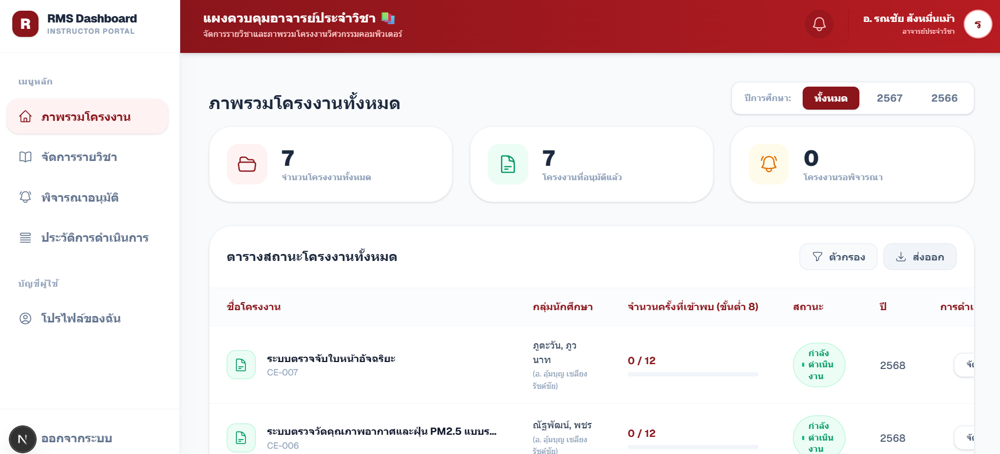 R
RMS Dashboard
INSTRUCTOR PORTAL
แผงควบคุมอาจารย์ประจำวิชา
จัดการรายวิชาและภาพรวมโครงงานวิศวกรรมคอมพิวเตอร์
อ. รณชัย สังหมื่นเม้า
อาจารย์ประจำวิชา
ร
เมนูหลัก
ภาพรวมโครงงาน
จัดการรายวิชา
พิจารณาอนุมัติ
ประวัติการดำเนินการ
บัญชีผู้ใช้
โปรไฟล์ของฉัน
N
ออกจากระบบ
ภาพรวมโครงงานทั้งหมด
ปีการศึกษา: ทั้งหมด 2567 2566
7
จำนวนโครงงานทั้งหมด
7
โครงงานที่อนุมัติแล้ว
0
โครงงานรอพิจารณา
ตารางสถานะโครงงานทั้งหมด
ตัวกรอง
ส่งออก
ชื่อโครงงาน กลุ่มนักศึกษา จำนวนครั้งที่เข้าพบ (ขั้นต่ำ 8) สถานะ ปี
ระบบตรวจจับใบหน้าอัจฉริยะ
CE-007
ภูตะวัน, ภูว
นาท
(อ. อุ้มบุญ เชลียง
รัชต์ชัย)
0 / 12
กำลัง
ดำเนิน
งาน
2568
จัด
ระบบตรวจวัดคุณภาพอากาศและฝุ่น PM2.5 แบบร...
CE-006
ณัฐพัฒน์, พชร
(อ. อุ้มบุญ เชลียง
รัชต์ชัย)
0 / 12
กำลัง
ดำเนิน
งาน
2568
จัด